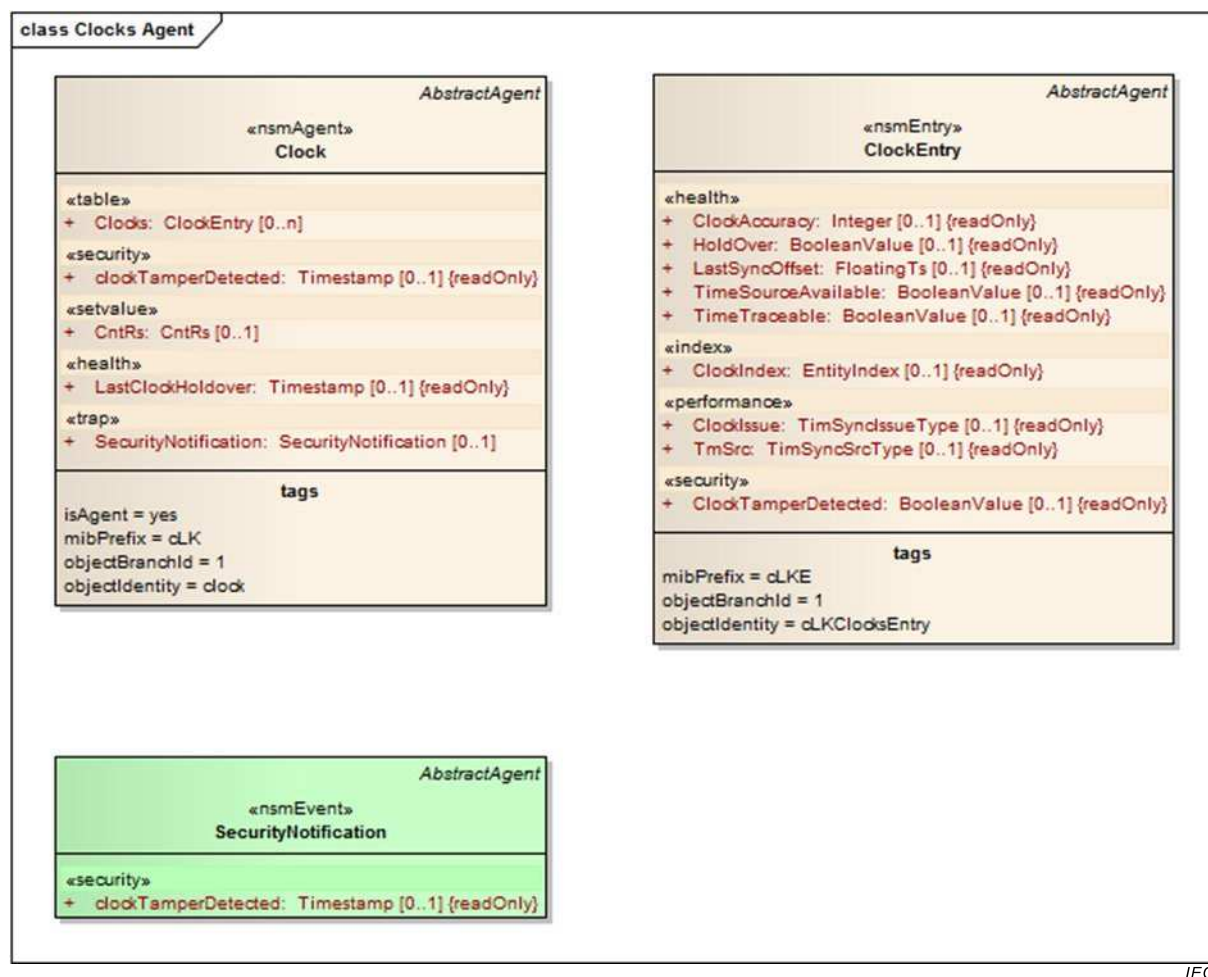 class Clocks Agent
AbstractAgent
«nsmAgent»
Clock
«table»
+ Clocks: ClockEntry [0..n]
«security»
+ clockTamperDetected: Timestamp [0..1] {readOnly}
«setvalue»
+ CntRs: CntRs [0..1]
«health»
+ LastClockHoldover: Timestamp [0..1] {readOnly}
«trap»
+ SecurityNotification: SecurityNotification [0..1]
tags
isAgent = yes
mibPrefix = cLK
objectBranchId = 1
objectIdentity = clock
AbstractAgent
«nsmEntry»
ClockEntry
«health»
+ ClockAccuracy: Integer [0..1] {readOnly}
+ HoldOver: BooleanValue [0..1] {readOnly}
+ LastSyncOffset: FloatingTs [0..1] {readOnly}
+ TimeSourceAvailable: BooleanValue [0..1] {readOnly}
+ TimeTraceable: BooleanValue [0..1] {readOnly}
«index»
+ ClockIndex: EntityIndex [0..1] {readOnly}
«performance»
+ ClockIssue: TimSyncIssueType [0..1] {readOnly}
+ TmSrc: TimSyncSrcType [0..1] {readOnly}
«security»
+ ClockTamperDetected: BooleanValue [0..1] {readOnly}
tags
mibPrefix = cLKE
objectBranchId = 1
objectIdentity = cLKClocksEntry
AbstractAgent
«nsmEvent»
SecurityNotification
«security»
+ clockTamperDetected: Timestamp [0..1] {readOnly}
IEC